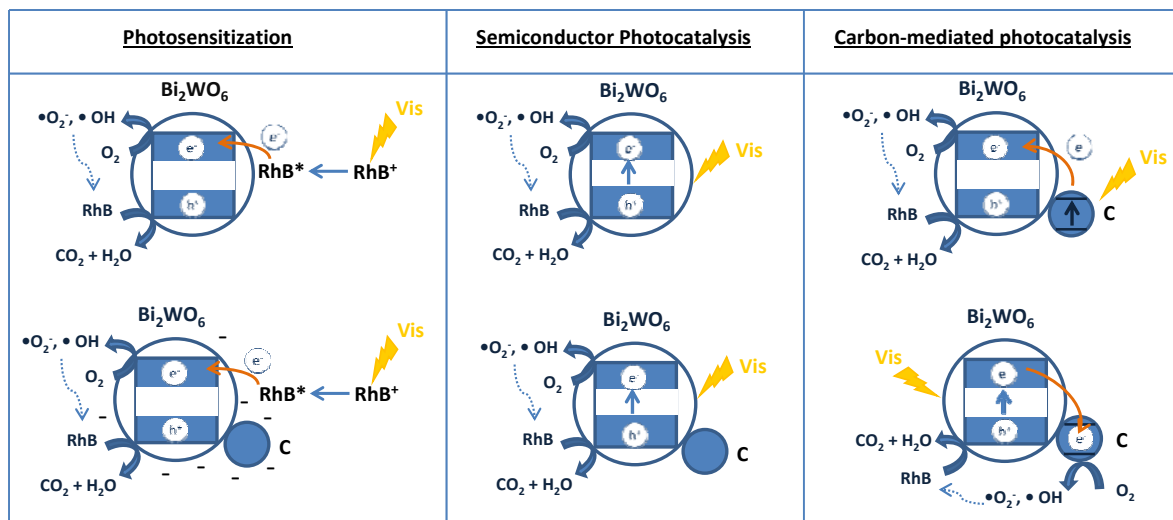 Photosensitization
Bi₂WO₆
Vis
•O₂⁻, • OH
e⁻
e⁻
O₂
RhB* RhB⁺
RhB
h⁺
CO₂ + H₂O
Bi₂WO₆
–
Vis
•O₂⁻, • OH
e⁻
e⁻
O₂
RhB* RhB⁺
–
–
–
RhB
h⁺
C
CO₂ + H₂O
– – – –
Semiconductor Photocatalysis
Bi₂WO₆
•O₂⁻, • OH
e⁻
Vis
O₂
RhB
h⁺
CO₂ + H₂O
Bi₂WO₆
Vis
•O₂⁻, • OH
e⁻
O₂
RhB
h⁺
C
CO₂ + H₂O
Carbon-mediated photocatalysis
Bi₂WO₆
•O₂⁻, • OH
e⁻
e
Vis
O₂
RhB
h⁺
C
CO₂ + H₂O
Bi₂WO₆
Vis
e
CO₂ + H₂O
h⁺
e⁻
C
RhB
•O₂⁻, • OH
O₂